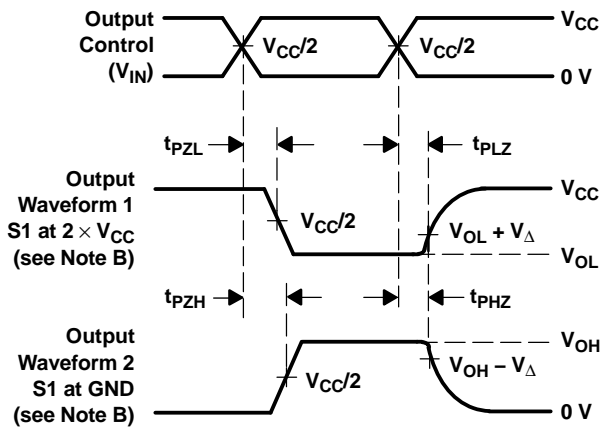 Output
Control
(VIN)
VCC/2
VCC/2
VCC
0 V
tPZL
tPLZ
Output
Waveform 1
S1 at 2 × VCC
(see Note B)
VCC/2
VCC
VOL + VΔ
VOL
tPZH
tPHZ
Output
Waveform 2
S1 at GND
(see Note B)
VCC/2
VOH
VOH − VΔ
0 V